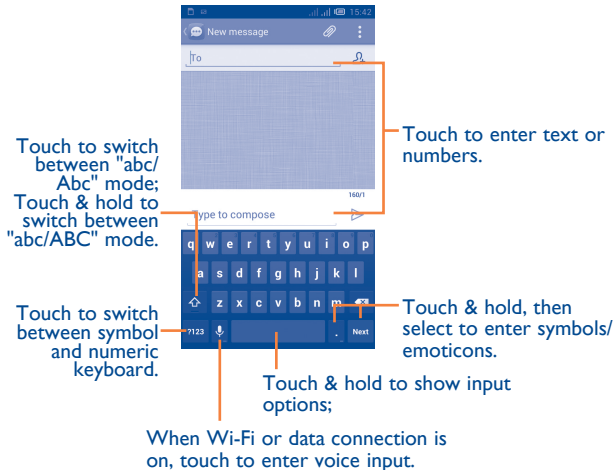 15:42
New message
To
Touch to enter text or
numbers.
Touch to switch
between "abc/
Abc" mode;
Touch & hold to
switch between
"abc/ABC" mode.
160/1
Type to compose
q w e r t y u i o p
a s d f g h j k l
z x c v b n m
Touch to switch
between symbol
and numeric
keyboard.
?123 . Next
Touch & hold, then
select to enter symbols/
emoticons.
Touch & hold to show input
options;
When Wi-Fi or data connection is
on, touch to enter voice input.